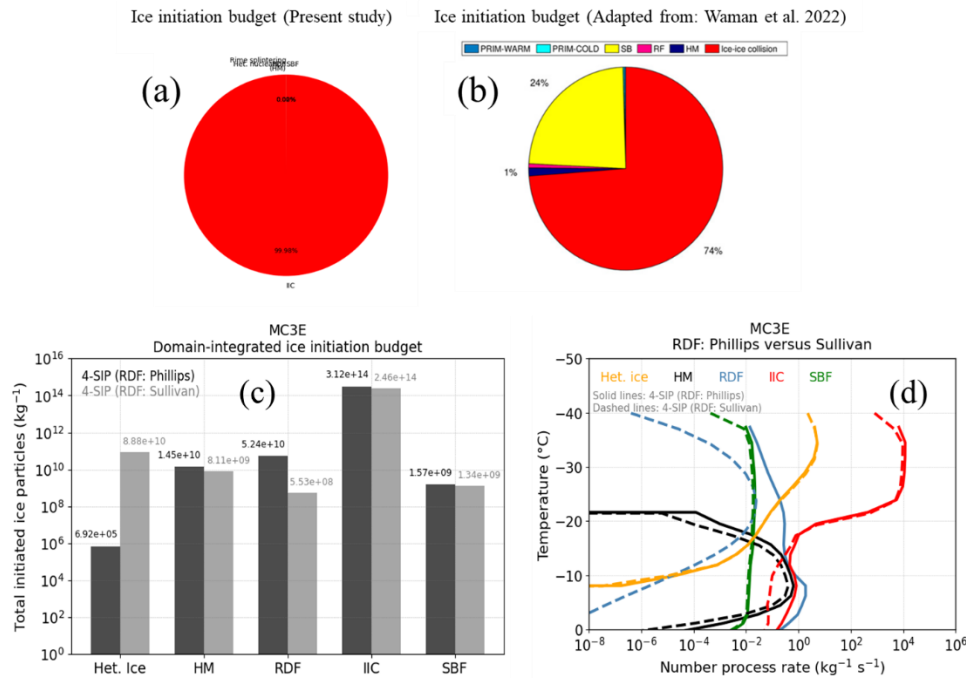 Ice initiation budget (Present study)
Ice initiation budget (Adapted from: Waman et al. 2022)
PRIM-WARM PRIM-COLD SB RF HM Ice-ice collision
Rime splintering
(HM)
(a)
(b)
24%
1%
74%
IIC
MC3E
Domain-integrated ice initiation budget
Total initiated ice particles (kg⁻¹)
10¹⁶
10¹⁴
10¹²
10¹⁰
10⁸
10⁶
10⁴
10²
10⁰
4-SIP (RDF: Phillips)
4-SIP (RDF: Sullivan)
(c)
6.92e+05
8.88e+10
1.45e+10
8.11e+09
5.24e+10
5.53e+08
3.12e+14
2.46e+14
1.57e+09
1.34e+09
Het. Ice HM RDF IIC SBF
MC3E
RDF: Phillips versus Sullivan
Temperature (°C)
−50
−40
−30
−20
−10
0
Het. ice HM RDF IIC SBF
Solid lines: 4-SIP (RDF: Phillips)
Dashed lines: 4-SIP (RDF: Sullivan)
(d)
10⁻⁸ 10⁻⁶ 10⁻⁴ 10⁻² 10⁰ 10² 10⁴ 10⁶
Number process rate (kg⁻¹ s⁻¹)